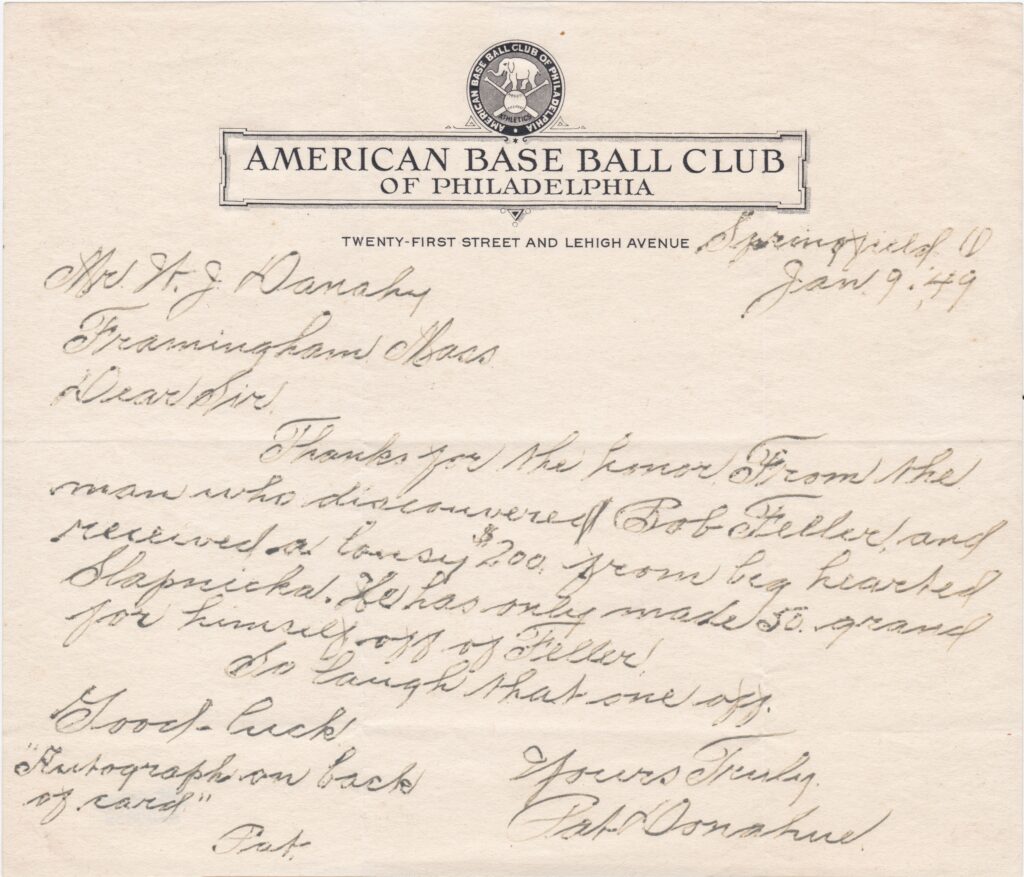 AMERICAN BASE BALL CLUB OF PHILADELPHIA
ATHLETICS
AMERICAN BASE BALL CLUB
OF PHILADELPHIA
TWENTY-FIRST STREET AND LEHIGH AVENUE
Springfield O
Jan. 9. '49
Mr W. J. Danahy
Framingham Mass
Dear Sir.
Thanks for the honor. From the
man who discouvered Bob Feller, and
received a lousy $200. from big hearted
Slapnicka. He has only made 50. grand
for himself off of Feller.
So laugh that one off.
Good-luck
"Autograph on back
of card"
Pat.
Yours Truly.
Pat Donahue.